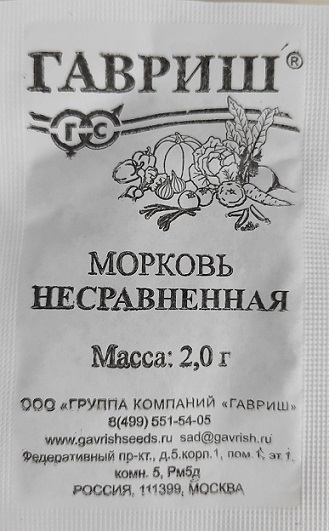 ГАВРИШ®
ГС
МОРКОВЬ
НЕСРАВНЕННАЯ
Масса: 2,0 г
ООО «ГРУППА КОМПАНИЙ «ГАВРИШ»
8(499) 551-54-05
www.gavrishseeds.ru sad@gavrish.ru
Федеративный пр-кт, д.5.корп.1, пом 1, эт 1
комн. 5, Рм5д
РОССИЯ, 111399, МОСКВА